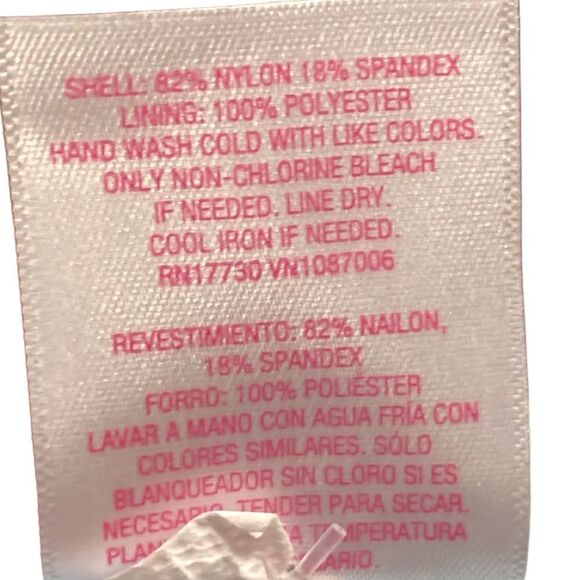 SHELL: 82% NYLON 18% SPANDEX
LINING: 100% POLYESTER
HAND WASH COLD WITH LIKE COLORS.
ONLY NON-CHLORINE BLEACH
IF NEEDED. LINE DRY.
COOL IRON IF NEEDED.
RN17730 VN1087006
REVESTIMIENTO: 82% NAILON,
18% SPANDEX
FORRO: 100% POLIÉSTER
LAVAR A MANO CON AGUA FRÍA CON
COLORES SIMILARES. SÓLO
BLANQUEADOR SIN CLORO SI ES
NECESARIO. TENDER PARA SECAR.
TEMPERATURA